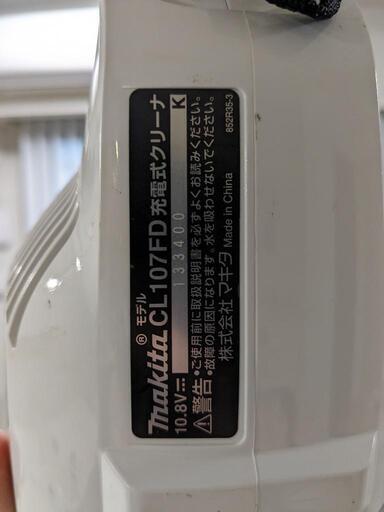 makita® モデル CL107FD 充電式クリーナ
10.8V⎓ 133400 K
⚠警告 •ご使用前に取扱説明書を必ずよくお読みください。
•故障の原因になります。水を吸わせないでください。
株式会社 マキタ Made in China
852R35-3